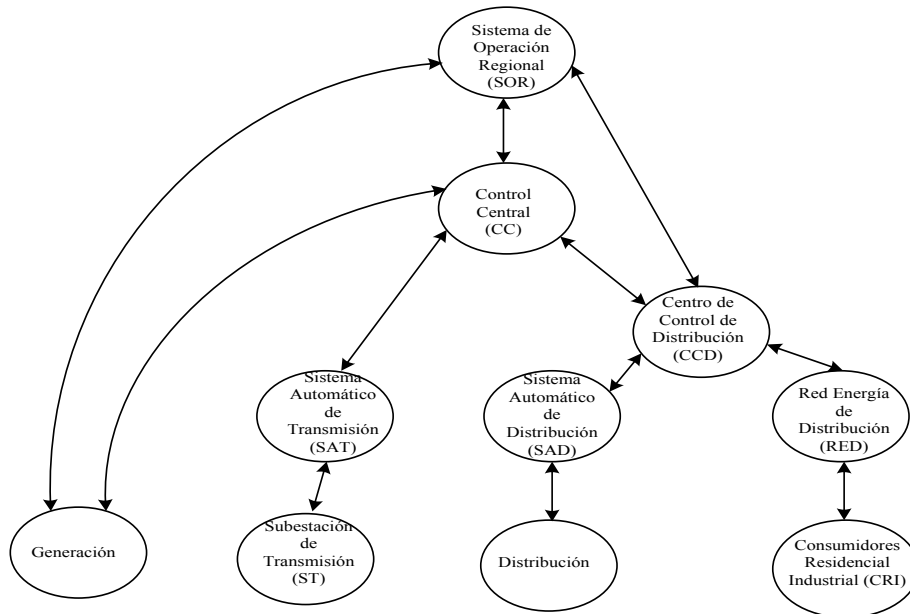 Sistema de
Operación
Regional
(SOR)
Control
Central
(CC)
Centro de
Control de
Distribución
(CCD)
Sistema
Automático
de
Transmisión
(SAT)
Sistema
Automático
de
Distribución
(SAD)
Red Energía
de
Distribución
(RED)
Generación
Subestación
de
Transmisión
(ST)
Distribución
Consumidores
Residencial
Industrial (CRI)